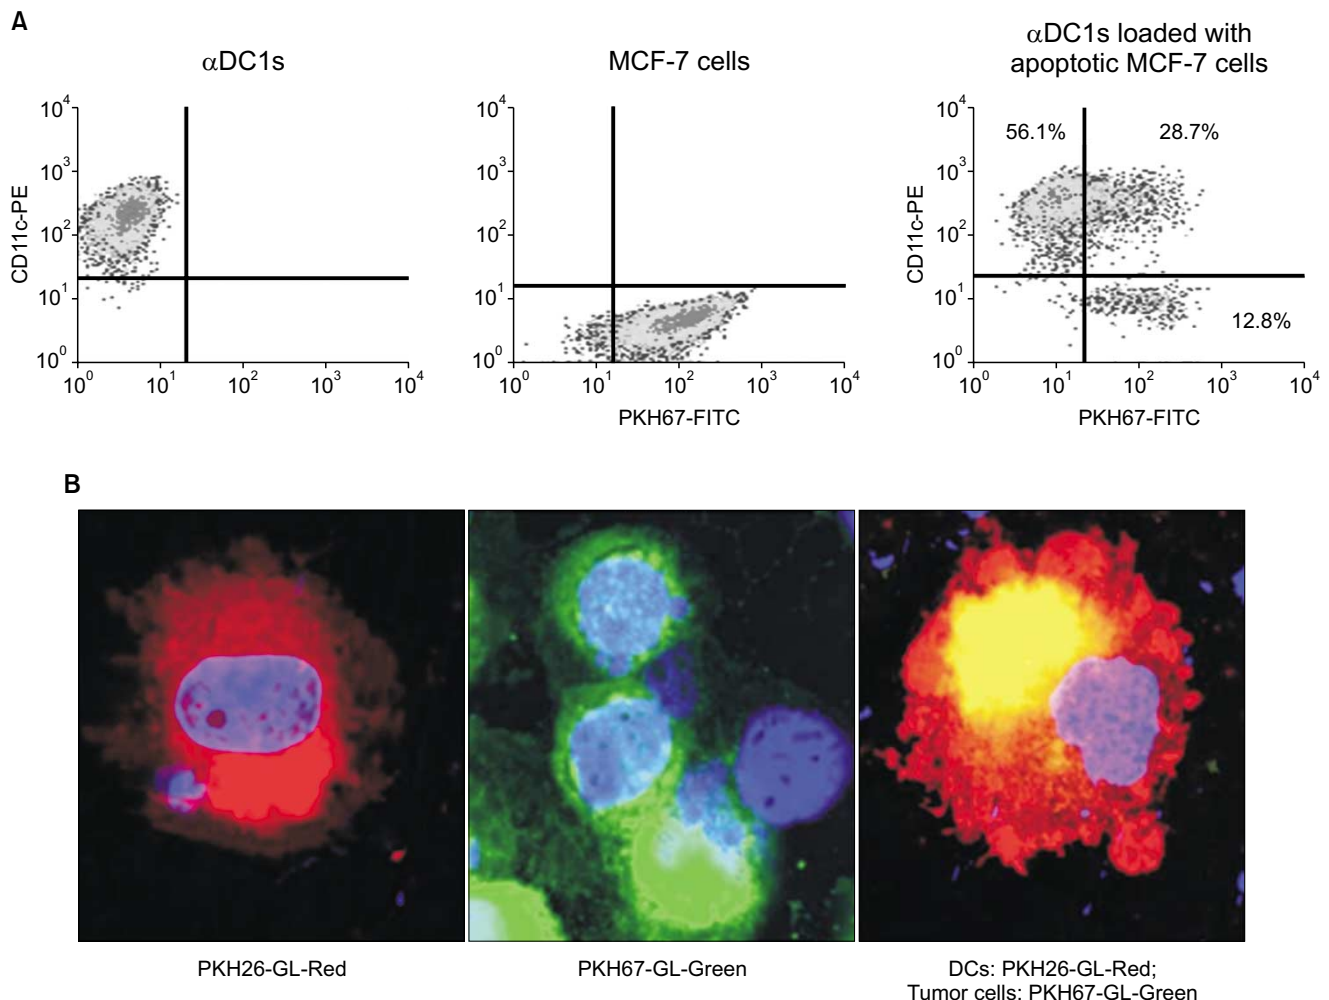 A
αDC1s
MCF-7 cells
αDC1s loaded with
apoptotic MCF-7 cells
CD11c-PE
10⁴
10³
10²
10¹
10⁰
10⁰ 10¹ 10² 10³ 10⁴
10⁴
10³
10²
10¹
10⁰
10⁰ 10¹ 10² 10³ 10⁴
PKH67-FITC
CD11c-PE
10⁴
10³
10²
10¹
10⁰
56.1% 28.7%
12.8%
10⁰ 10¹ 10² 10³ 10⁴
PKH67-FITC
B
PKH26-GL-Red
PKH67-GL-Green
DCs: PKH26-GL-Red;
Tumor cells: PKH67-GL-Green